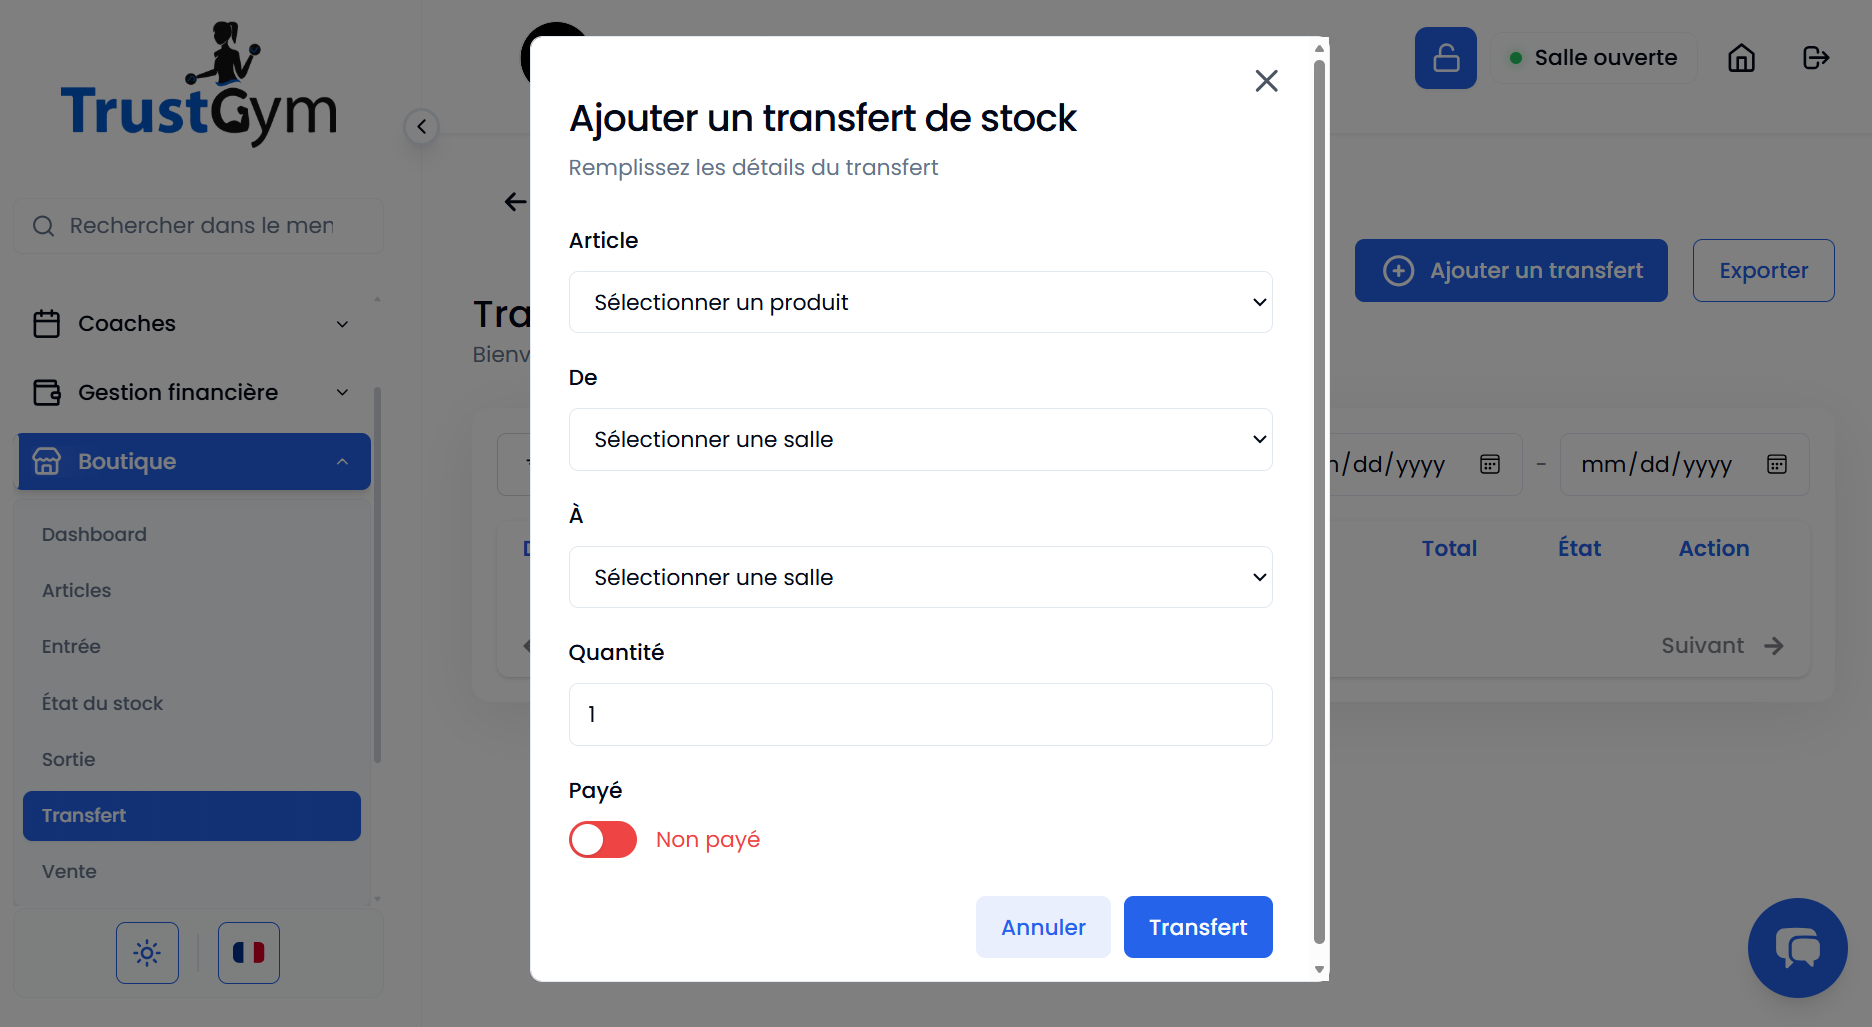 TrustGym
Rechercher dans le men
Coaches
Gestion financière
Boutique
Dashboard
Articles
Entrée
État du stock
Sortie
Transfert
Vente
Salle ouverte
Ajouter un transfert
Exporter
Tra
Bienv
/dd/yyyy
-
mm/dd/yyyy
Total
État
Action
Suivant
Ajouter un transfert de stock
Remplissez les détails du transfert
Article
Sélectionner un produit
De
Sélectionner une salle
À
Sélectionner une salle
Quantité
1
Payé
Non payé
Annuler
Transfert